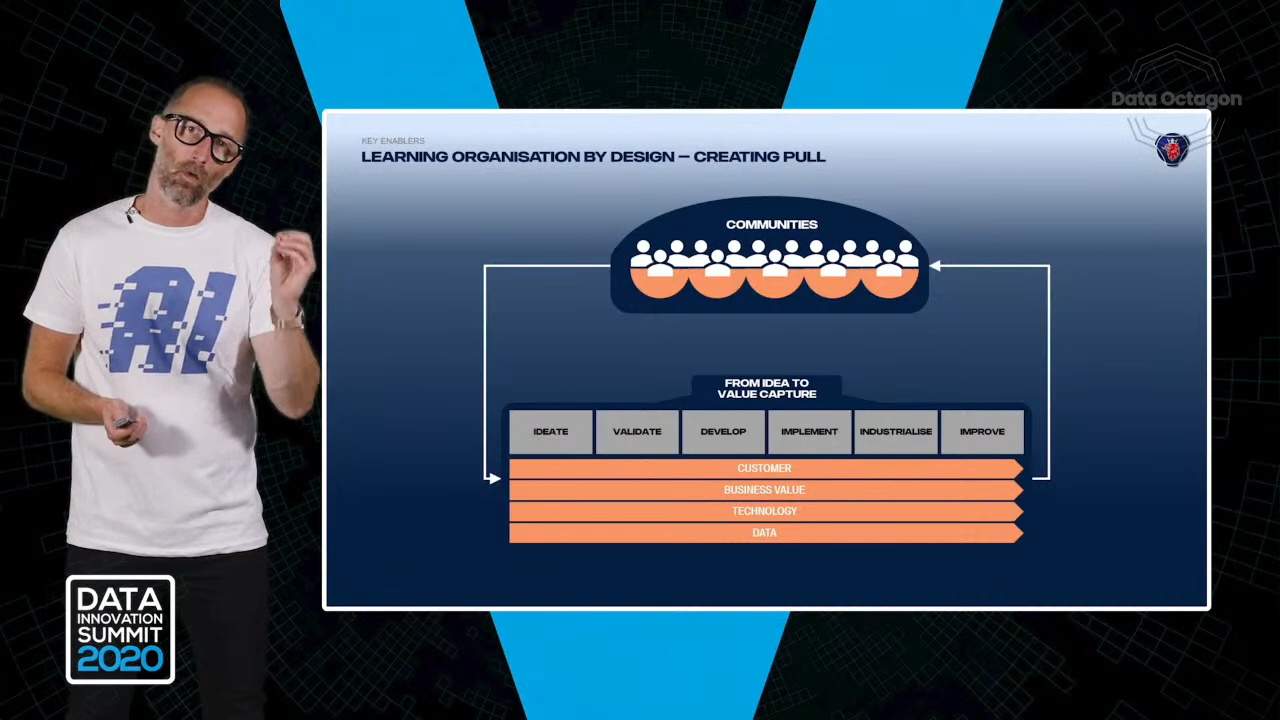 Data Octagon
KEY ENABLERS
LEARNING ORGANISATION BY DESIGN – CREATING PULL
COMMUNITIES
FROM IDEA TO
VALUE CAPTURE
IDEATE
VALIDATE
DEVELOP
IMPLEMENT
INDUSTRIALISE
IMPROVE
CUSTOMER
BUSINESS VALUE
TECHNOLOGY
DATA
AI
DATA
INNOVATION
SUMMIT
2020